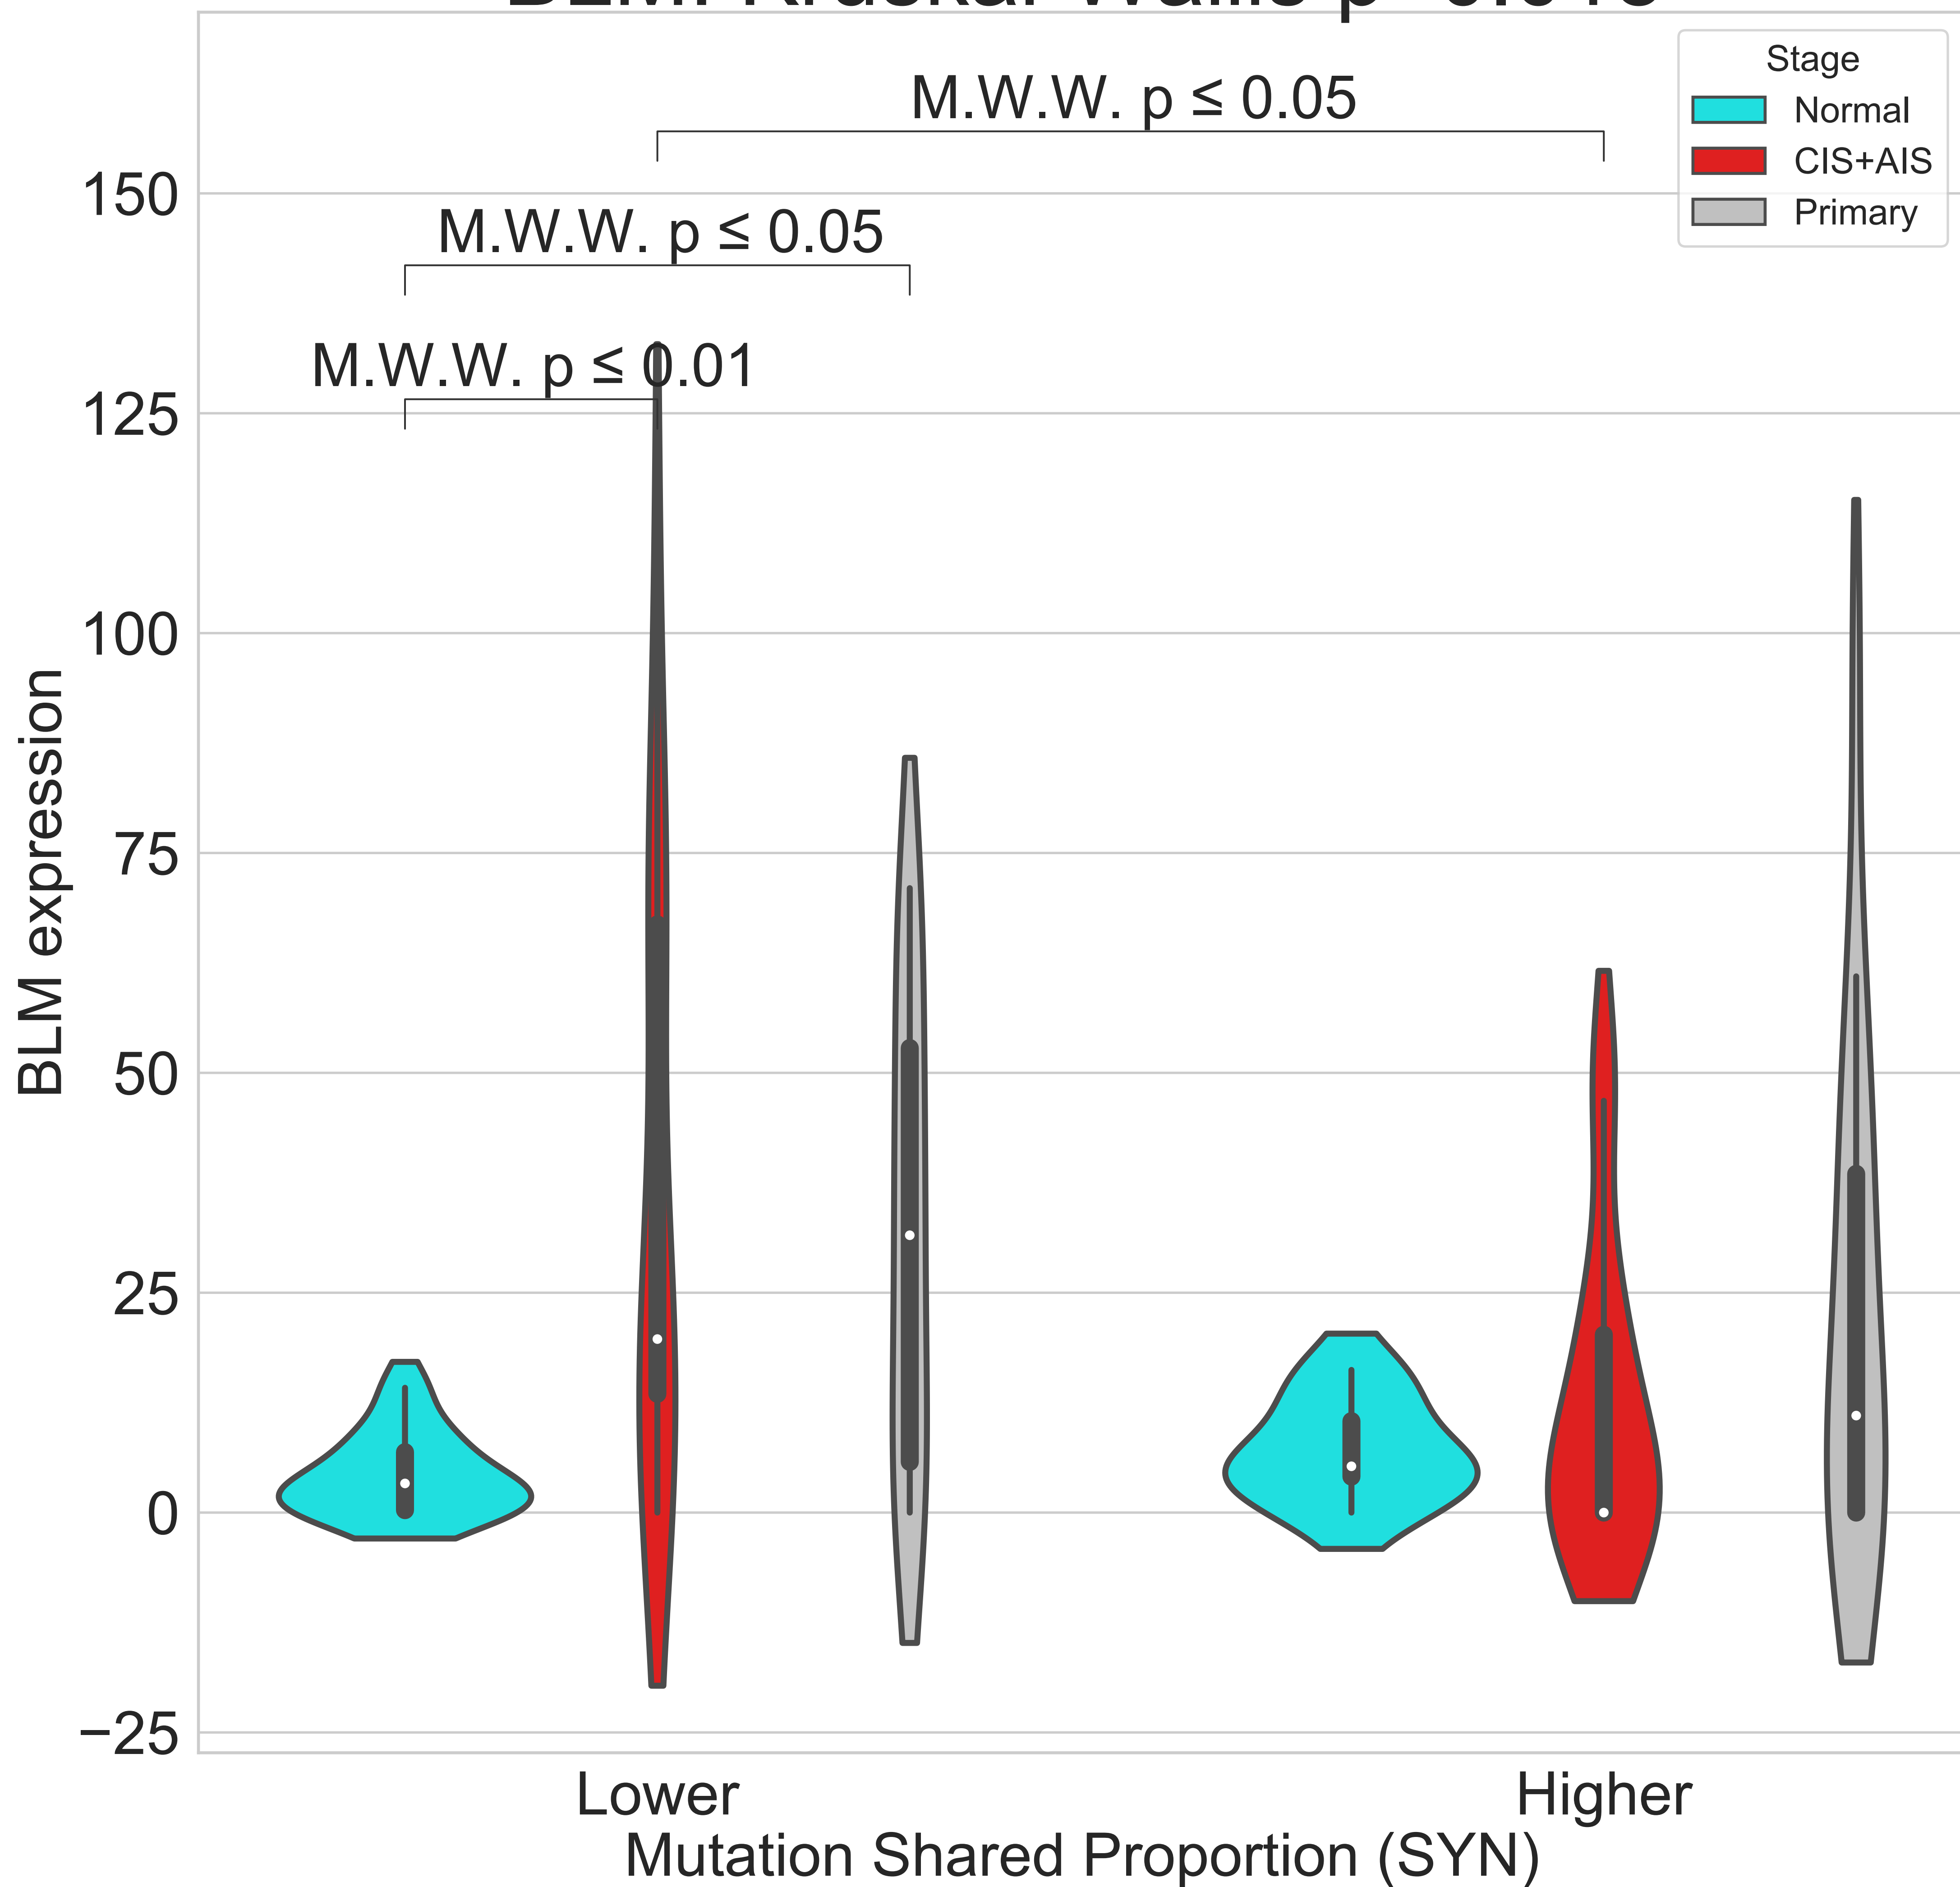 Stage
Normal
CIS+AIS
Primary
M.W.W. p ≤ 0.05
M.W.W. p ≤ 0.05
M.W.W. p ≤ 0.01
150
125
100
75
50
25
0
−25
BLM expression
Lower
Higher
Mutation Shared Proportion (SYN)